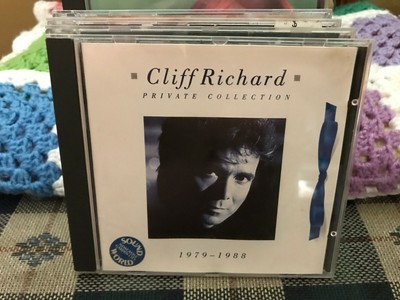 Cliff Richard
PRIVATE COLLECTION
1979-1988
SOUND
WORLD